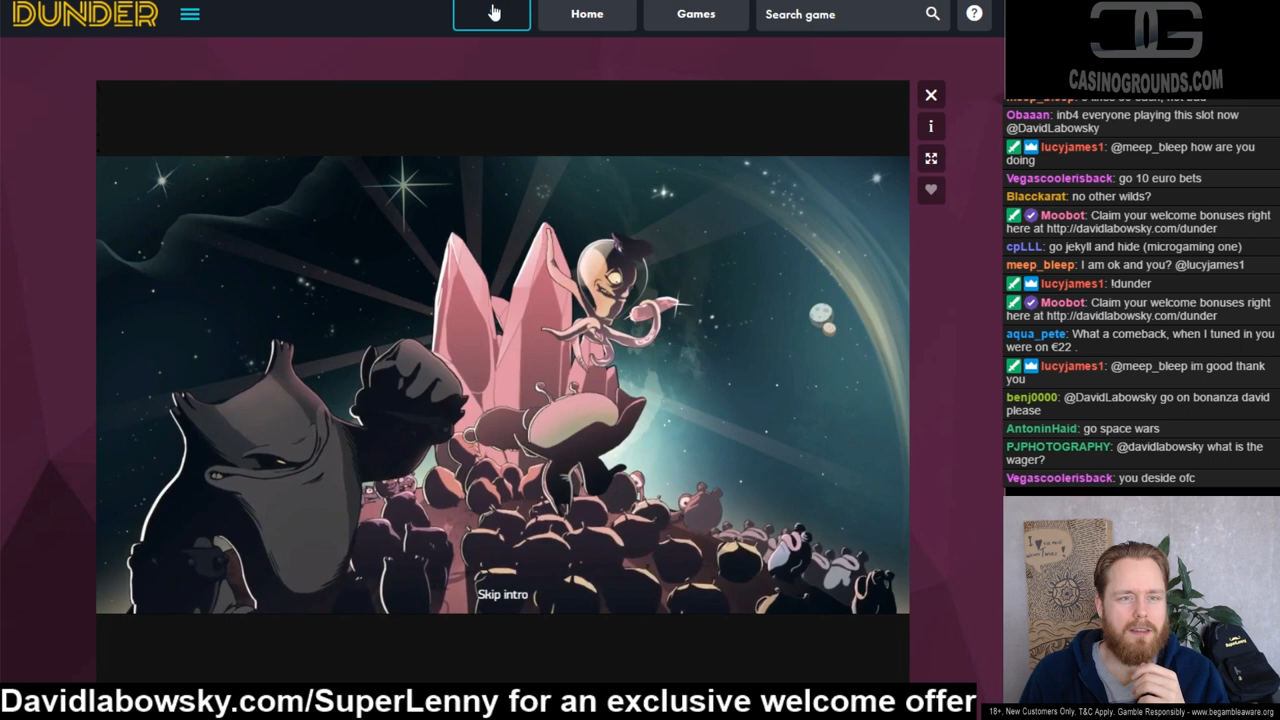 DUNDER
Home
Games
Search game
?
i
Skip intro
CG
CASINOGROUNDS.COM
Obaaan: inb4 everyone playing this slot now
@DavidLabowsky
lucyjames1: @meep_bleep how are you
doing
Vegascoolerisback: go 10 euro bets
Blacckarat: no other wilds?
Moobot: Claim your welcome bonuses right
here at http://davidlabowsky.com/dunder
cpLLL: go jekyll and hide (microgaming one)
meep_bleep: I am ok and you? @lucyjames1
lucyjames1: !dunder
Moobot: Claim your welcome bonuses right
here at http://davidlabowsky.com/dunder
aqua_pete: What a comeback, when I tuned in you
were on €22 .
lucyjames1: @meep_bleep im good thank
you
benj0000: @DavidLabowsky go on bonanza david
please
AntoninHaid: go space wars
PJPHOTOGRAPHY: @davidlabowsky what is the
wager?
Vegascoolerisback: you deside ofc
Davidlabowsky.com/SuperLenny for an exclusive welcome offer
18+, New Customers Only, T&C Apply, Gamble Responsibly - www.begambleaware.org